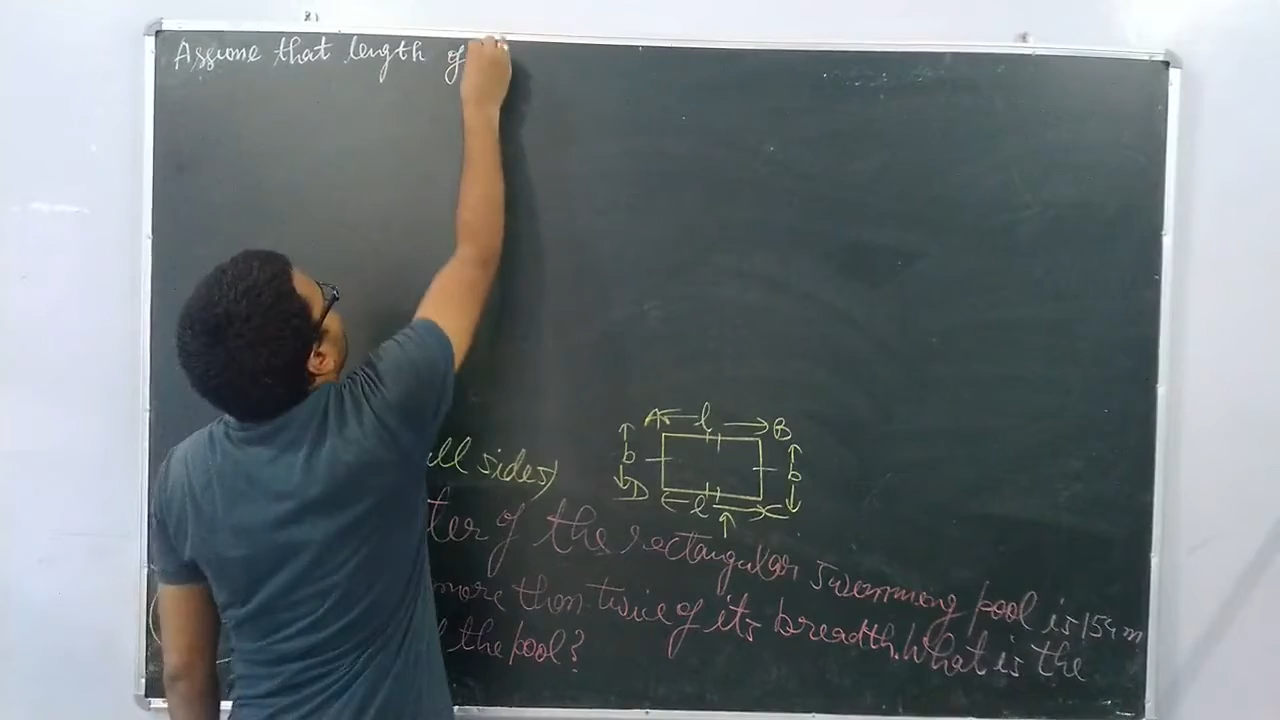 Assume that length of
A l B
b b
all sides)
D l C
ter of the rectangular swimming pool is 154 m
more than twice of its breadth. What is the
the pool?